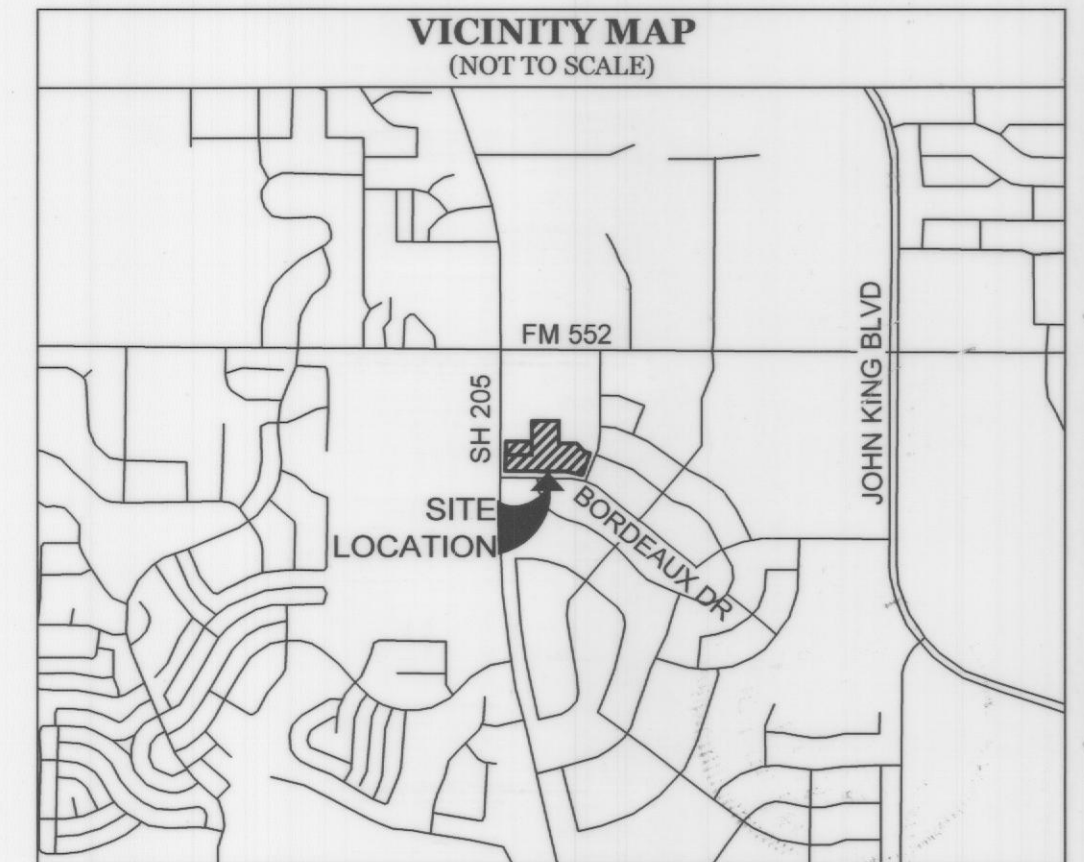 VICINITY MAP
(NOT TO SCALE)
FM 552
SH 205
JOHN KiNG BLVD
SITE
LOCATION
BORDEAUX DR